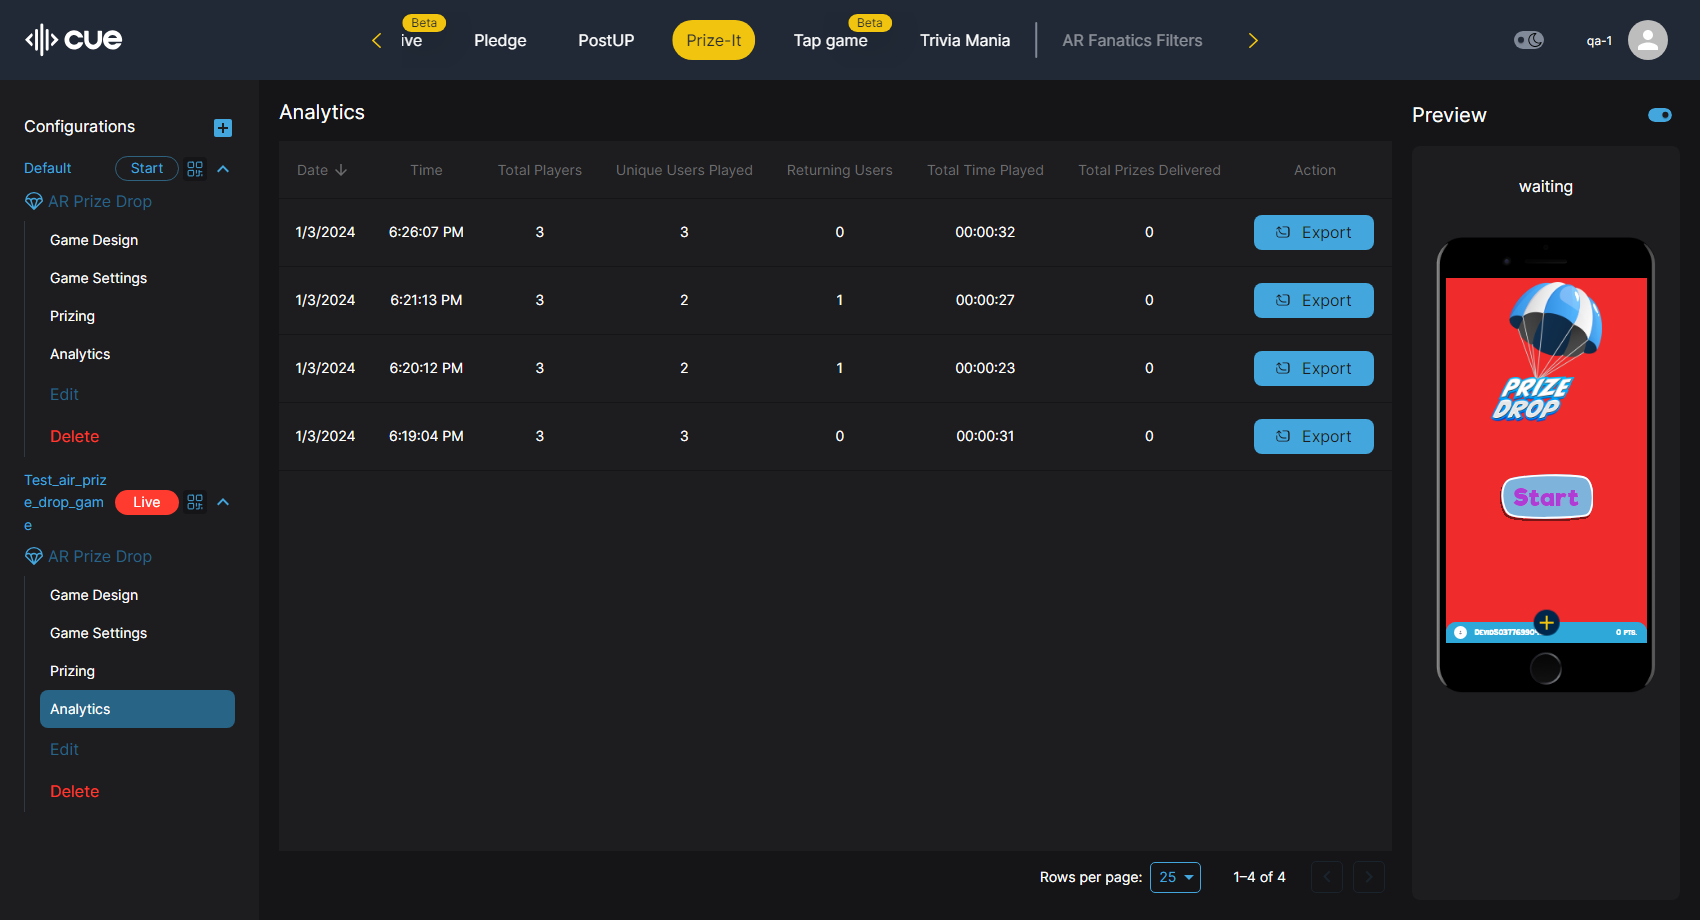 cue
Beta
ive
Pledge
PostUP
Prize-It
Beta
Tap game
Trivia Mania
AR Fanatics Filters
qa-1
Configurations
Default
Start
AR Prize Drop
Game Design
Game Settings
Prizing
Analytics
Edit
Delete
Test_air_priz
e_drop_gam
e
Live
AR Prize Drop
Game Design
Game Settings
Prizing
Analytics
Edit
Delete
Analytics
Date Time Total Players Unique Users Played Returning Users Total Time Played Total Prizes Delivered Action
1/3/2024 6:26:07 PM 3 3 0 00:00:32 0 Export
1/3/2024 6:21:13 PM 3 2 1 00:00:27 0 Export
1/3/2024 6:20:12 PM 3 2 1 00:00:23 0 Export
1/3/2024 6:19:04 PM 3 3 0 00:00:31 0 Export
Rows per page: 25 1–4 of 4
Preview
waiting
PRIZE
DROP
Start
0 PTS.